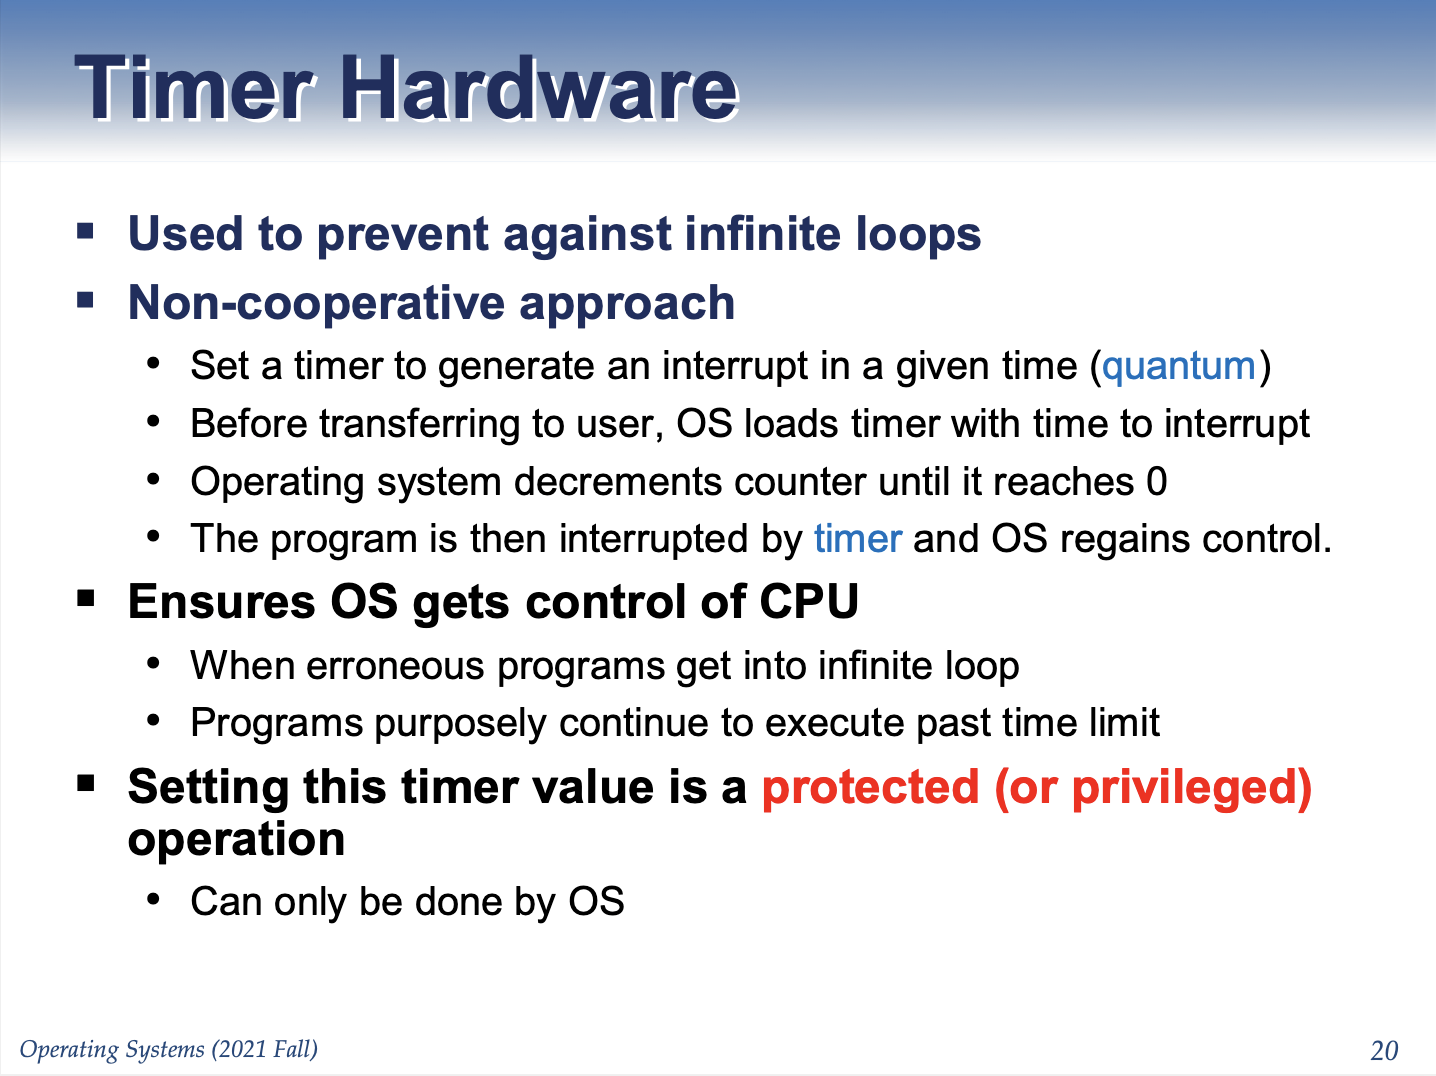 Timer Hardware
▪ Used to prevent against infinite loops
▪ Non-cooperative approach
• Set a timer to generate an interrupt in a given time (quantum)
• Before transferring to user, OS loads timer with time to interrupt
• Operating system decrements counter until it reaches 0
• The program is then interrupted by timer and OS regains control.
▪ Ensures OS gets control of CPU
• When erroneous programs get into infinite loop
• Programs purposely continue to execute past time limit
▪ Setting this timer value is a protected (or privileged)
operation
• Can only be done by OS
Operating Systems (2021 Fall)
20